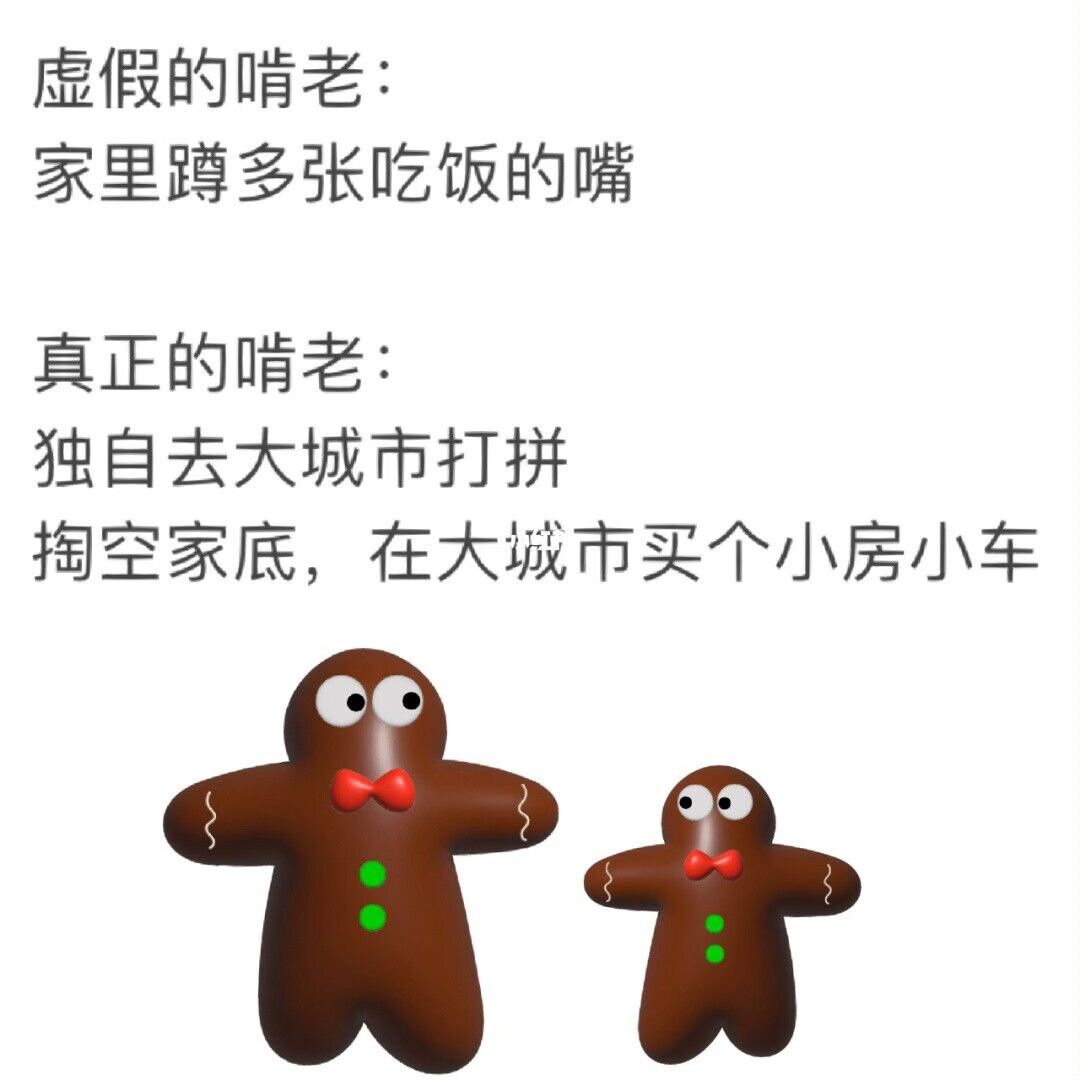 虚假的啃老：
家里蹲多张吃饭的嘴
真正的啃老：
独自去大城市打拼
掏空家底，在大城市买个小房小车